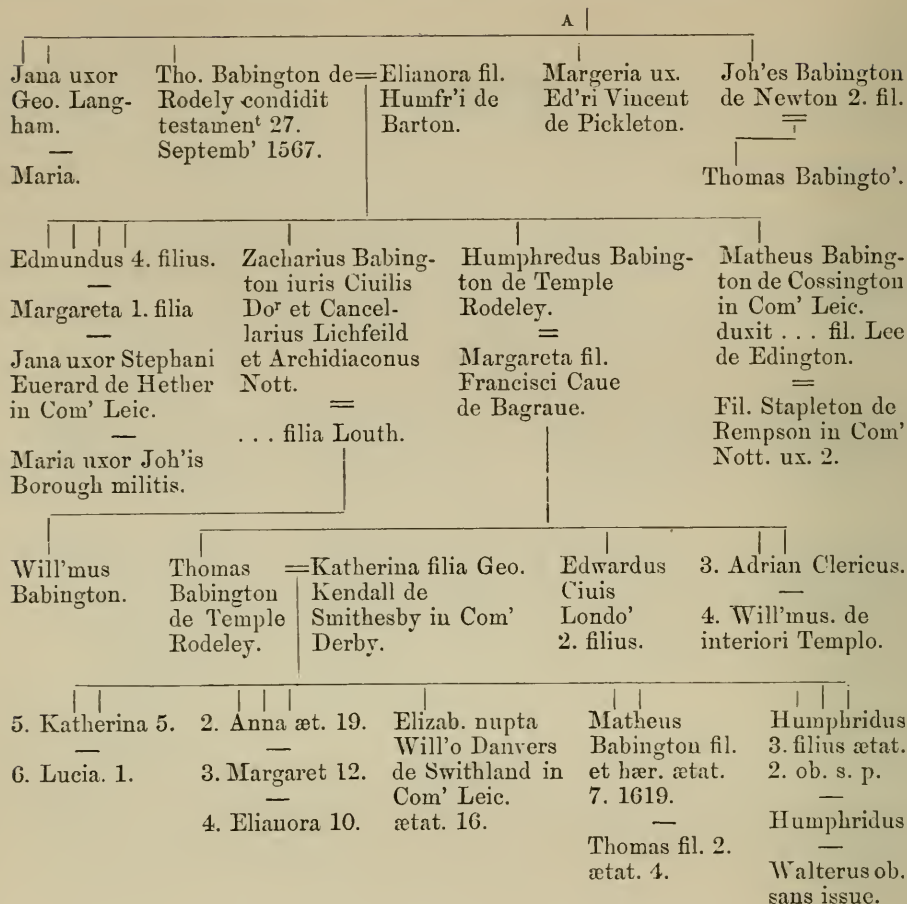 A
Jana uxor
Geo. Lang-
ham.
—
Maria.
Tho. Babington de
Rodely condidit
testamenᵗ 27.
Septemb' 1567.
=Elianora fil.
Humfr'i de
Barton.
Margeria ux.
Ed'ri Vincent
de Pickleton.
Joh'es Babington
de Newton 2. fil.
=
Thomas Babingto'.
Edmundus 4. filius.
—
Margareta 1. filia
—
Jana uxor Stephani
Euerard de Hether
in Com' Leic.
—
Maria uxor Joh'is
Borough militis.
Zacharius Babing-
ton iuris Ciuilis
Doʳ et Cancel-
larius Lichfeild
et Archidiaconus
Nott.
=
. . . filia Louth.
Humphredus Babing-
ton de Temple
Rodeley.
=
Margareta fil.
Francisci Caue
de Bagraue.
Matheus Babing-
ton de Cossington
in Com' Leic.
duxit . . . fil. Lee
de Edington.
=
Fil. Stapleton de
Rempson in Com'
Nott. ux. 2.
Will'mus
Babington.
Thomas
Babington
de Temple
Rodeley.
=Katherina filia Geo.
Kendall de
Smithesby in Com'
Derby.
Edwardus
Ciuis
Londo'
2. filius.
3. Adrian Clericus.
—
4. Will'mus. de
interiori Templo.
5. Katherina 5.
—
6. Lucia. 1.
2. Anna æt. 19.
—
3. Margaret 12.
—
4. Elianora 10.
Elizab. nupta
Will'o Danvers
de Swithland in
Com' Leic.
ætat. 16.
Matheus
Babington fil.
et hær. ætat.
7. 1619.
—
Thomas fil. 2.
ætat. 4.
Humphridus
3. filius ætat.
2. ob. s. p.
—
Humphridus
—
Walterus ob.
sans issue.